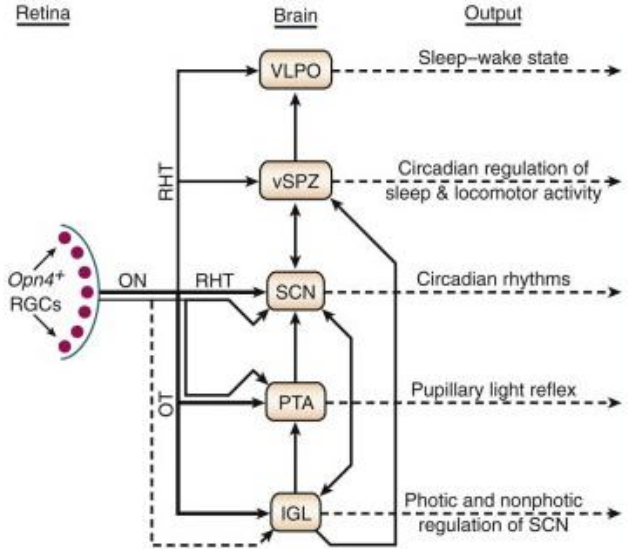 Retina
Brain
Output
VLPO
Sleep–wake state
RHT
vSPZ
Circadian regulation of
sleep & locomotor activity
Opn4+
RGCs
ON
RHT
SCN
Circadian rhythms
OT
PTA
Pupillary light reflex
IGL
Photic and nonphotic
regulation of SCN